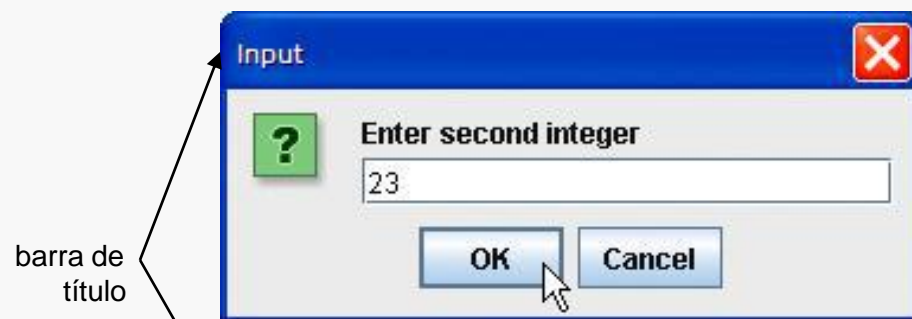 Input
?
Enter second integer
23
OK Cancel
barra de
título